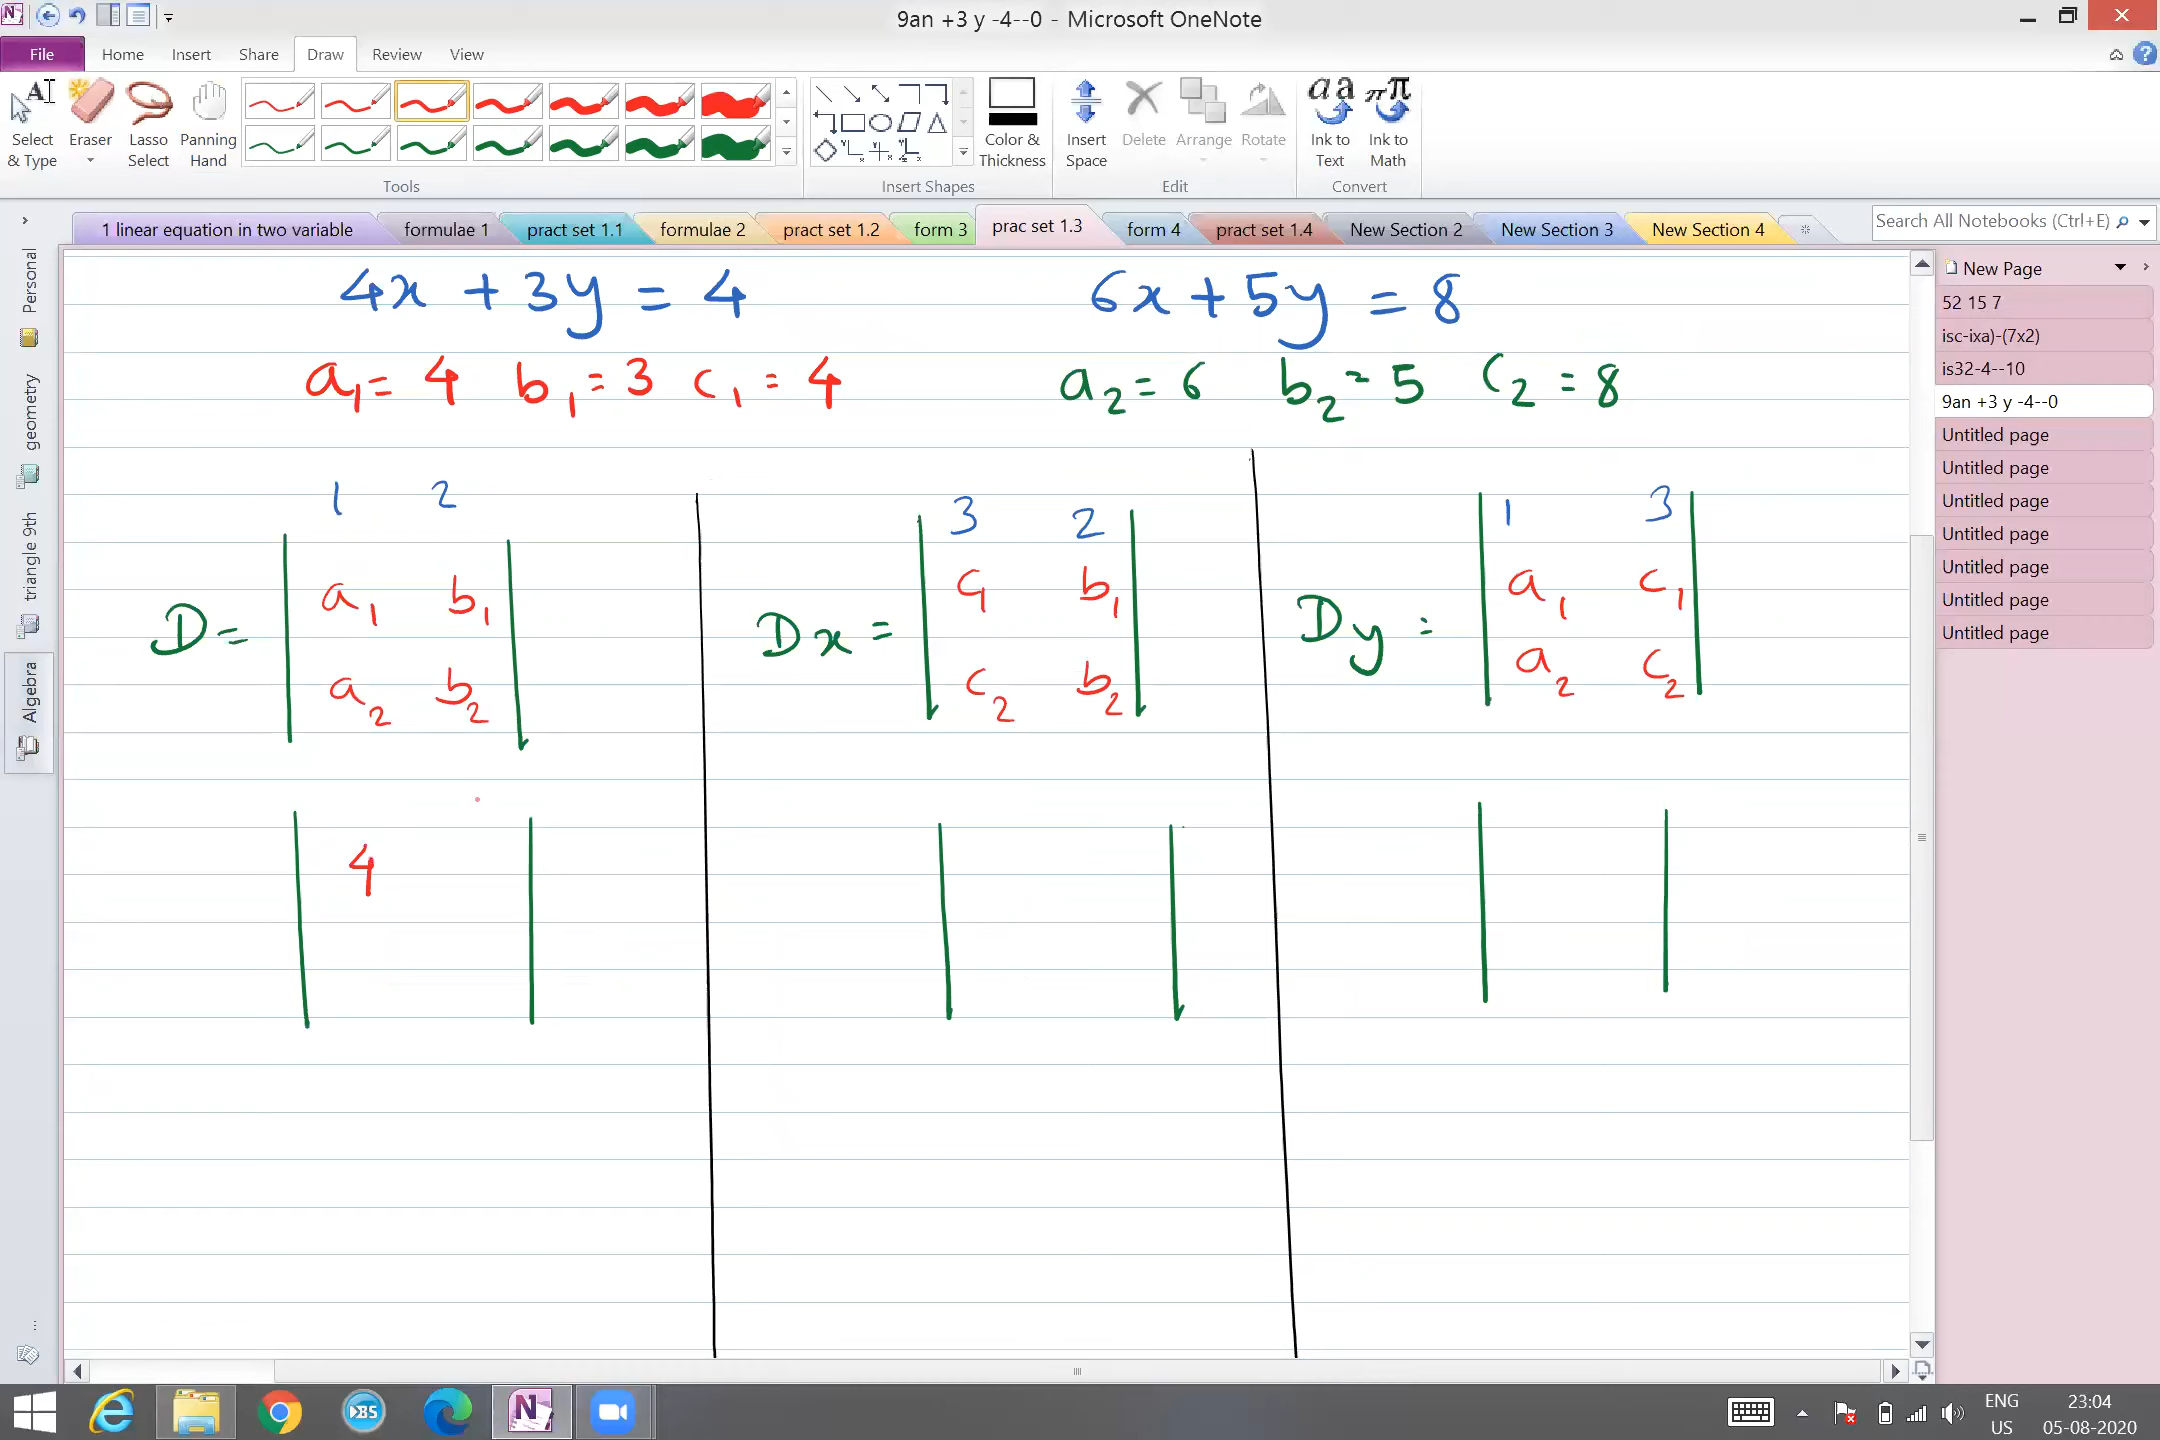 9an +3 y -4--0 - Microsoft OneNote
File Home Insert Share Draw Review View
Select & Type
Eraser
Lasso Select
Panning Hand
Color & Thickness
Insert Space
Delete
Arrange
Rotate
Ink to Text
Ink to Math
Tools
Insert Shapes
Edit
Convert
1 linear equation in two variable formulae 1 pract set 1.1 formulae 2 pract set 1.2 form 3 prac set 1.3 form 4 pract set 1.4 New Section 2 New Section 3 New Section 4
Search All Notebooks (Ctrl+E)
Personal
geometry
triangle 9th
Algebra
New Page
52 15 7
isc-ixa)-(7x2)
is32-4--10
9an +3 y -4--0
Untitled page
Untitled page
Untitled page
Untitled page
Untitled page
Untitled page
Untitled page
4x + 3y = 4 6x + 5y = 8
a1 = 4 b1 = 3 c1 = 4 a2 = 6 b2 = 5 c2 = 8
1 2
D = | a1 b1 |
| a2 b2 |
3 2
Dx = | c1 b1 |
| c2 b2 |
1 3
Dy = | a1 c1 |
| a2 c2 |
4
ENG
US
23:04
05-08-2020